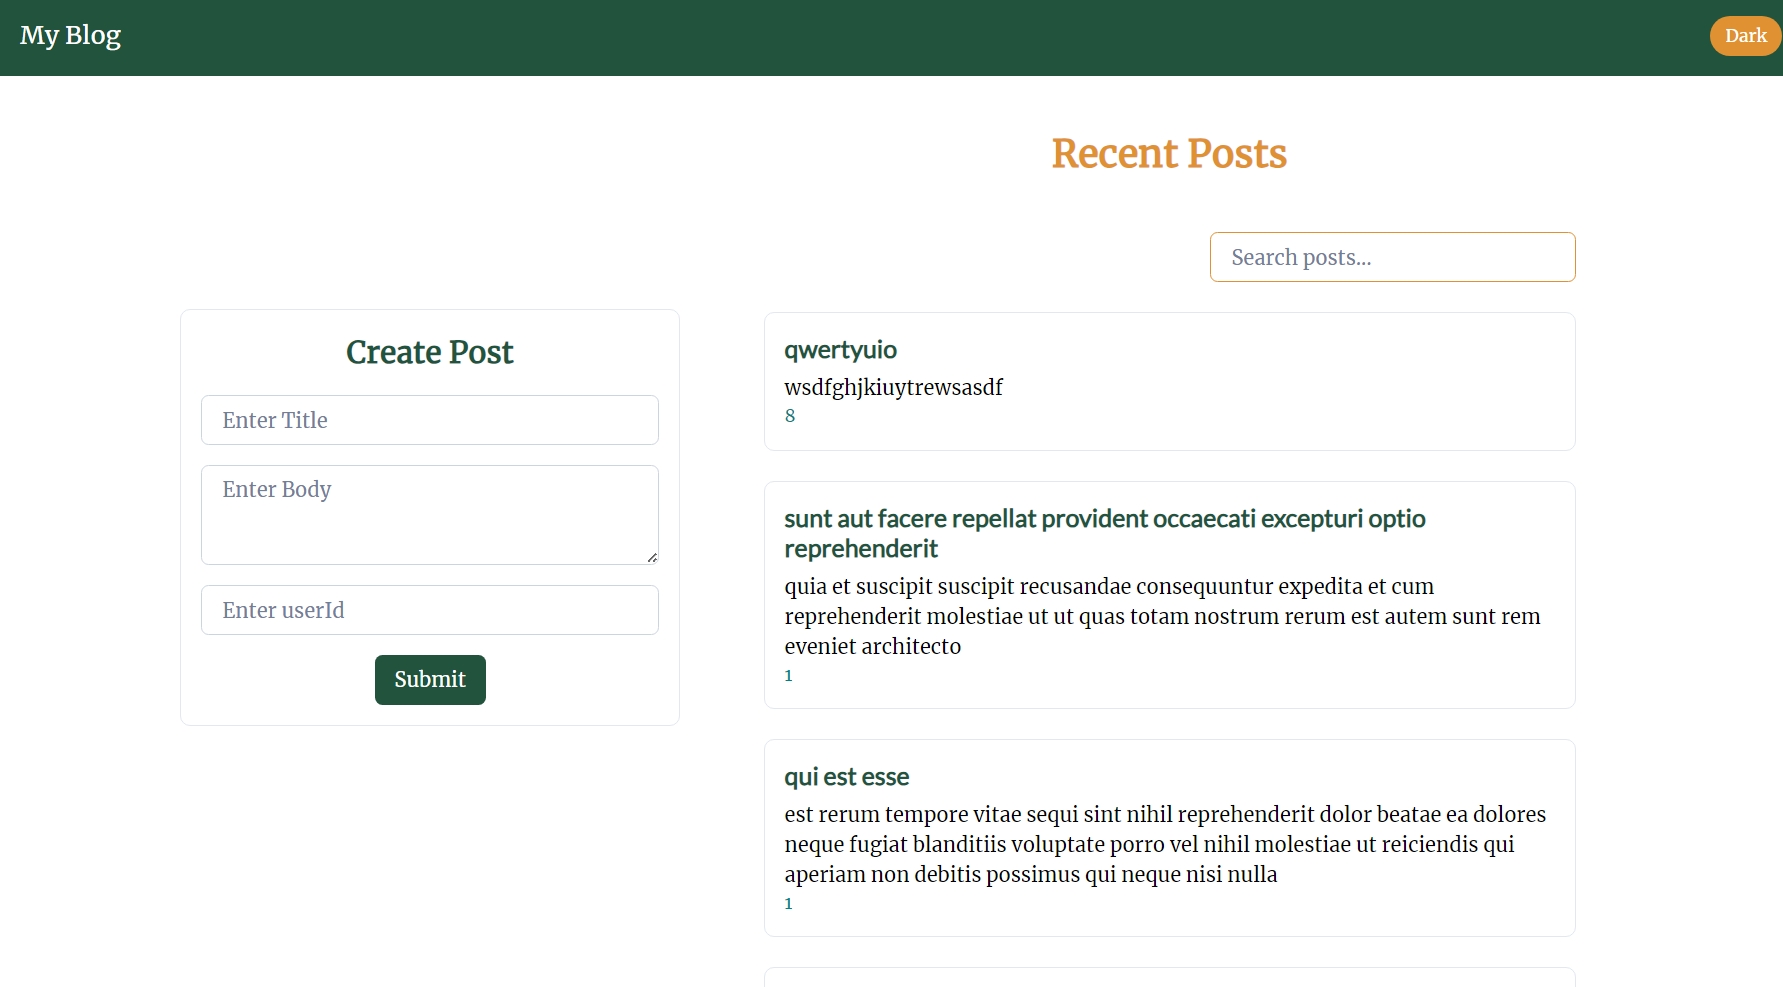 My Blog
Dark
Recent Posts
Search posts...
Create Post
Enter Title
Enter Body
Enter userId
Submit
qwertyuio
wsdfghjkiuytrewsasdf
8
sunt aut facere repellat provident occaecati excepturi optio
reprehenderit
quia et suscipit suscipit recusandae consequuntur expedita et cum
reprehenderit molestiae ut ut quas totam nostrum rerum est autem sunt rem
eveniet architecto
1
qui est esse
est rerum tempore vitae sequi sint nihil reprehenderit dolor beatae ea dolores
neque fugiat blanditiis voluptate porro vel nihil molestiae ut reiciendis qui
aperiam non debitis possimus qui neque nisi nulla
1